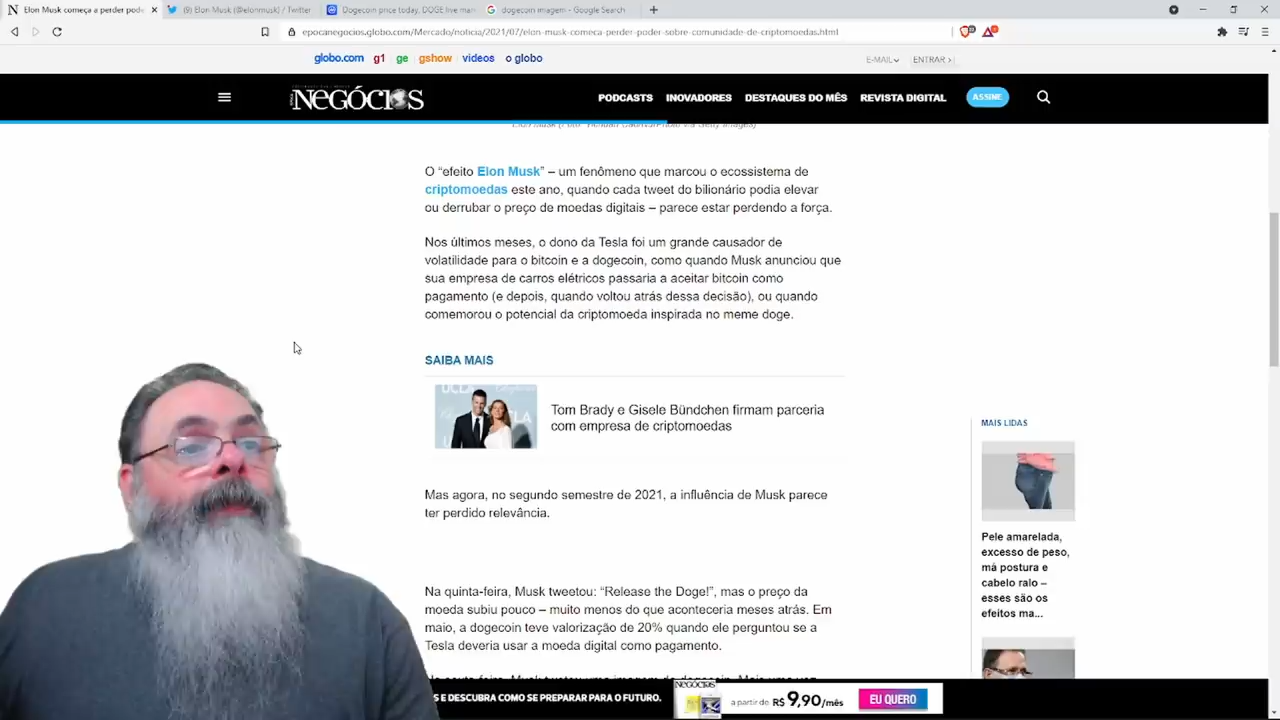 Elon Musk começa a perder pode
(9) Elon Musk (@elonmusk) / Twitter
Dogecoin price today, DOGE live mar
dogecoin imagem - Google Search
epocanegocios.globo.com/Mercado/noticia/2021/07/elon-musk-comeca-perder-poder-sobre-comunidade-de-criptomoedas.html
globo.com g1 ge gshow videos o globo
E-MAIL ENTRAR ›
NEGÓCIOS
PODCASTS INOVADORES DESTAQUES DO MÊS REVISTA DIGITAL ASSINE
O “efeito Elon Musk” – um fenômeno que marcou o ecossistema de
criptomoedas este ano, quando cada tweet do bilionário podia elevar
ou derrubar o preço de moedas digitais – parece estar perdendo a força.
Nos últimos meses, o dono da Tesla foi um grande causador de
volatilidade para o bitcoin e a dogecoin, como quando Musk anunciou que
sua empresa de carros elétricos passaria a aceitar bitcoin como
pagamento (e depois, quando voltou atrás dessa decisão), ou quando
comemorou o potencial da criptomoeda inspirada no meme doge.
SAIBA MAIS
Tom Brady e Gisele Bündchen firmam parceria
com empresa de criptomoedas
Mas agora, no segundo semestre de 2021, a influência de Musk parece
ter perdido relevância.
Na quinta-feira, Musk tweetou: “Release the Doge!”, mas o preço da
moeda subiu pouco – muito menos do que aconteceria meses atrás. Em
maio, a dogecoin teve valorização de 20% quando ele perguntou se a
Tesla deveria usar a moeda digital como pagamento.
MAIS LIDAS
Pele amarelada,
excesso de peso,
má postura e
cabelo ralo –
esses são os
efeitos ma...
S E DESCUBRA COMO SE PREPARAR PARA O FUTURO.
NEGÓCIOS
a partir de R$ 9,90/mês
EU QUERO